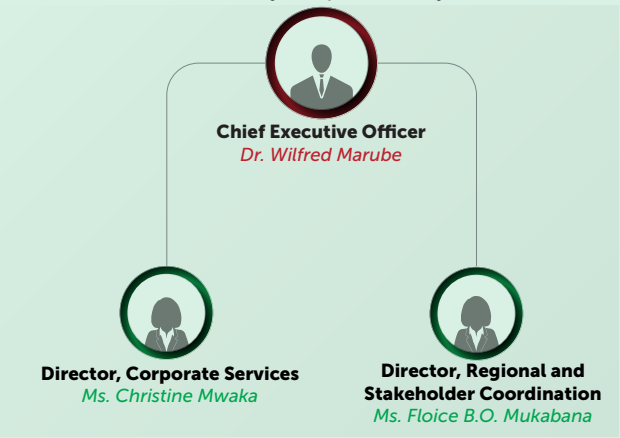 Chief Executive Officer
Dr. Wilfred Marube
Director, Corporate Services
Ms. Christine Mwaka
Director, Regional and
Stakeholder Coordination
Ms. Floice B.O. Mukabana